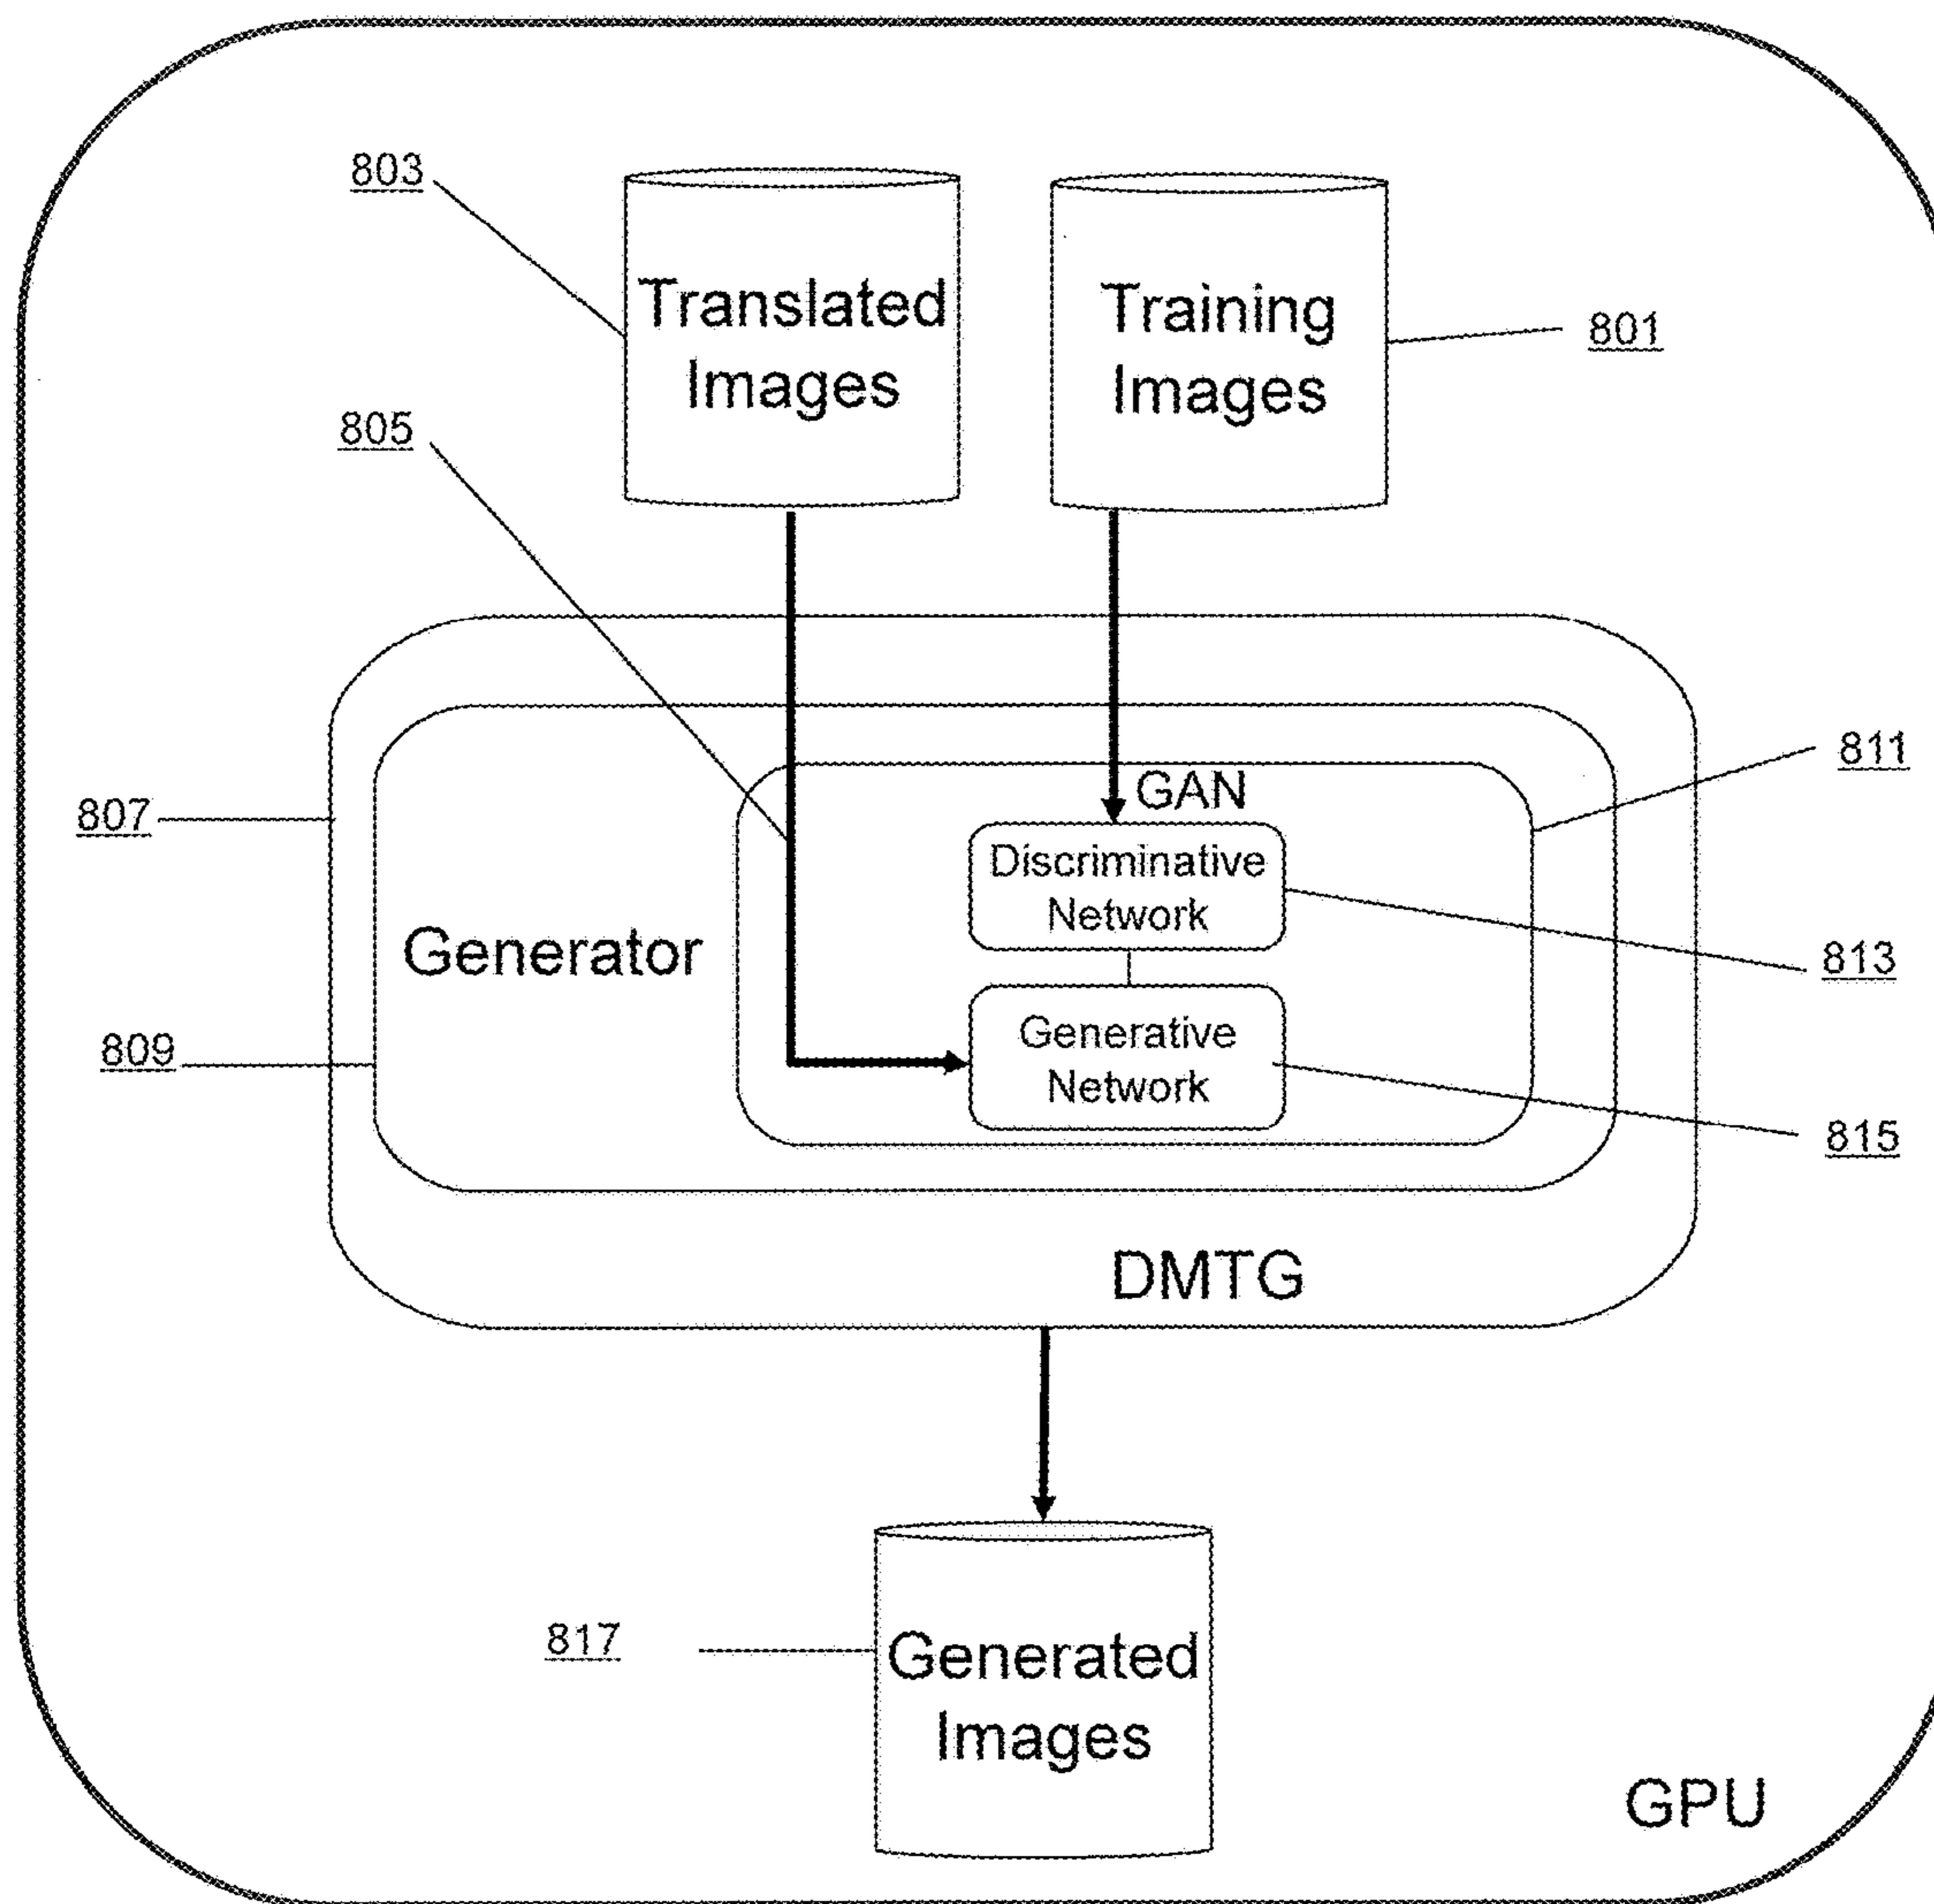 803
Translated
Images
Training
Images
801
805
GAN
811
807
Discriminative
Network
Generator
813
Generative
Network
809
815
DMTG
817
Generated
Images
GPU